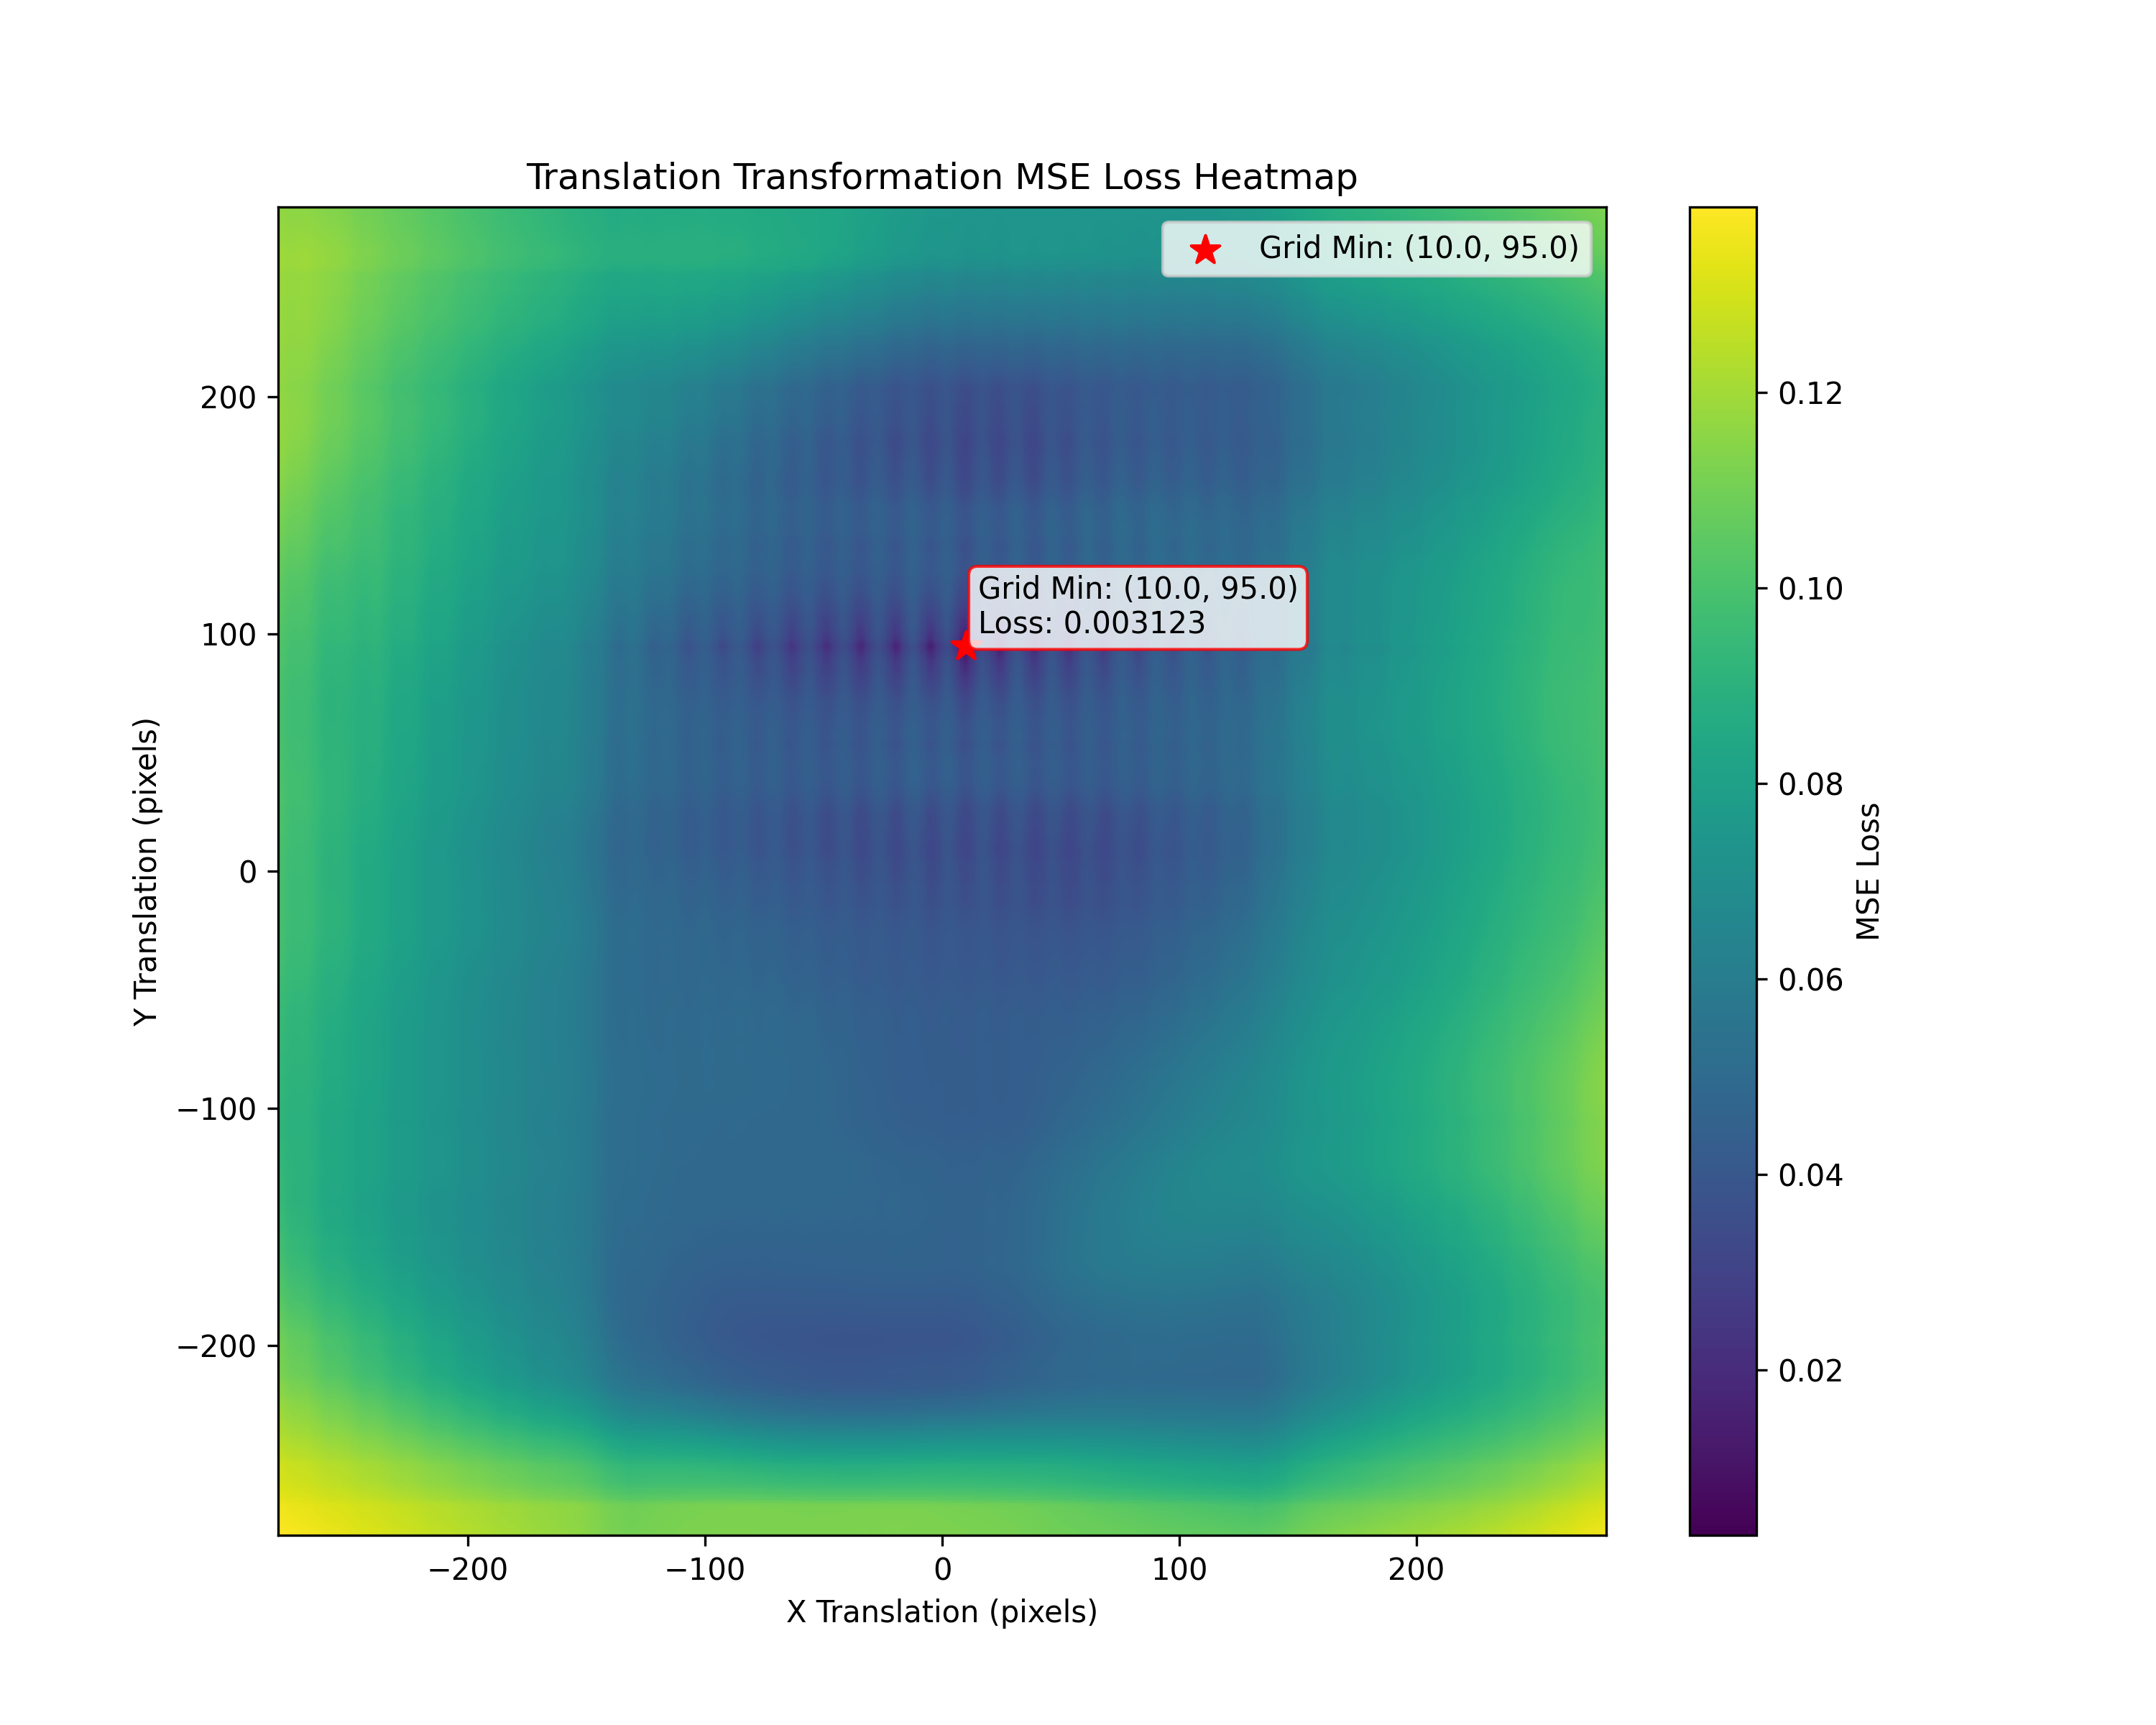 Translation Transformation MSE Loss Heatmap
Grid Min: (10.0, 95.0)
Grid Min: (10.0, 95.0)
Loss: 0.003123
200
100
0
−100
−200
Y Translation (pixels)
−200
−100
0
100
200
X Translation (pixels)
0.12
0.10
0.08
0.06
0.04
0.02
MSE Loss